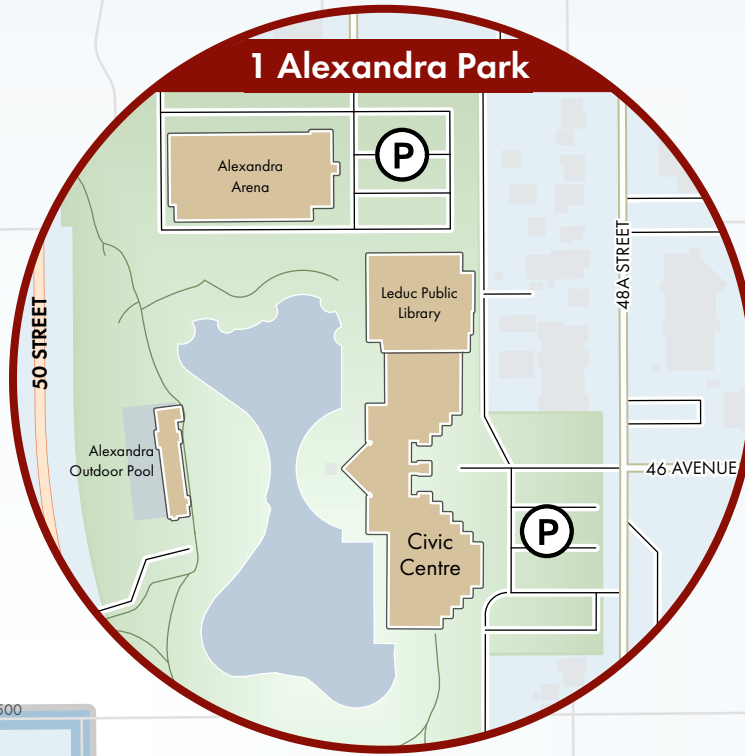 1 Alexandra Park
P
Alexandra
Arena
48A STREET
Leduc Public
Library
50 STREET
Alexandra
Outdoor Pool
46 AVENUE
P
Civic
Centre
500